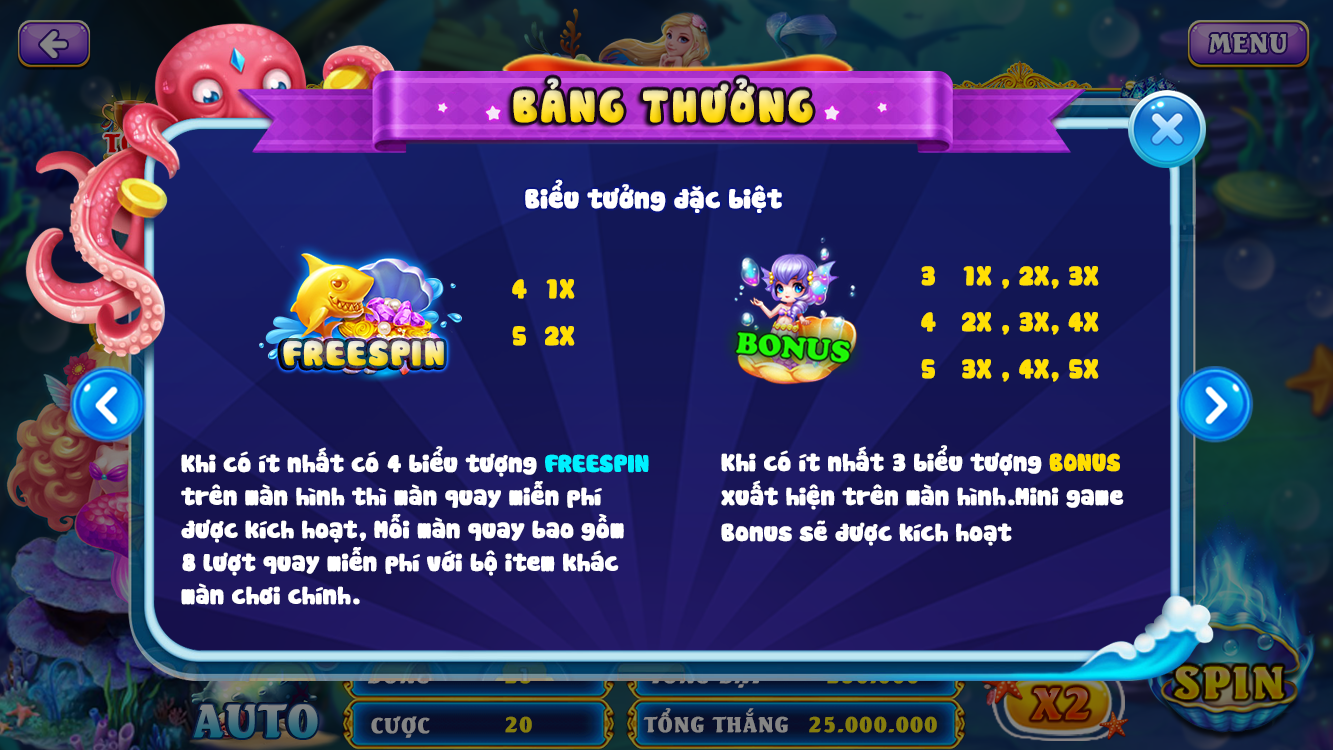 MENU
BẢNG THƯỞNG
Biểu tưởng đặc biệt
FREESPIN
4 1X
5 2X
BONUS
3 1X , 2X, 3X
4 2X , 3X, 4X
5 3X , 4X, 5X
Khi có ít nhất có 4 biểu tượng FREESPIN
trên màn hình thì màn quay miễn phí
được kích hoạt, Mỗi màn quay bao gồm
8 lượt quay miễn phí với bộ item khác
màn chơi chính.
Khi có ít nhất 3 biểu tượng BONUS
xuất hiện trên màn hình.Mini game
Bonus sẽ được kích hoạt
AUTO
CƯỢC 20
TỔNG THẮNG 25.000.000
X2
SPIN